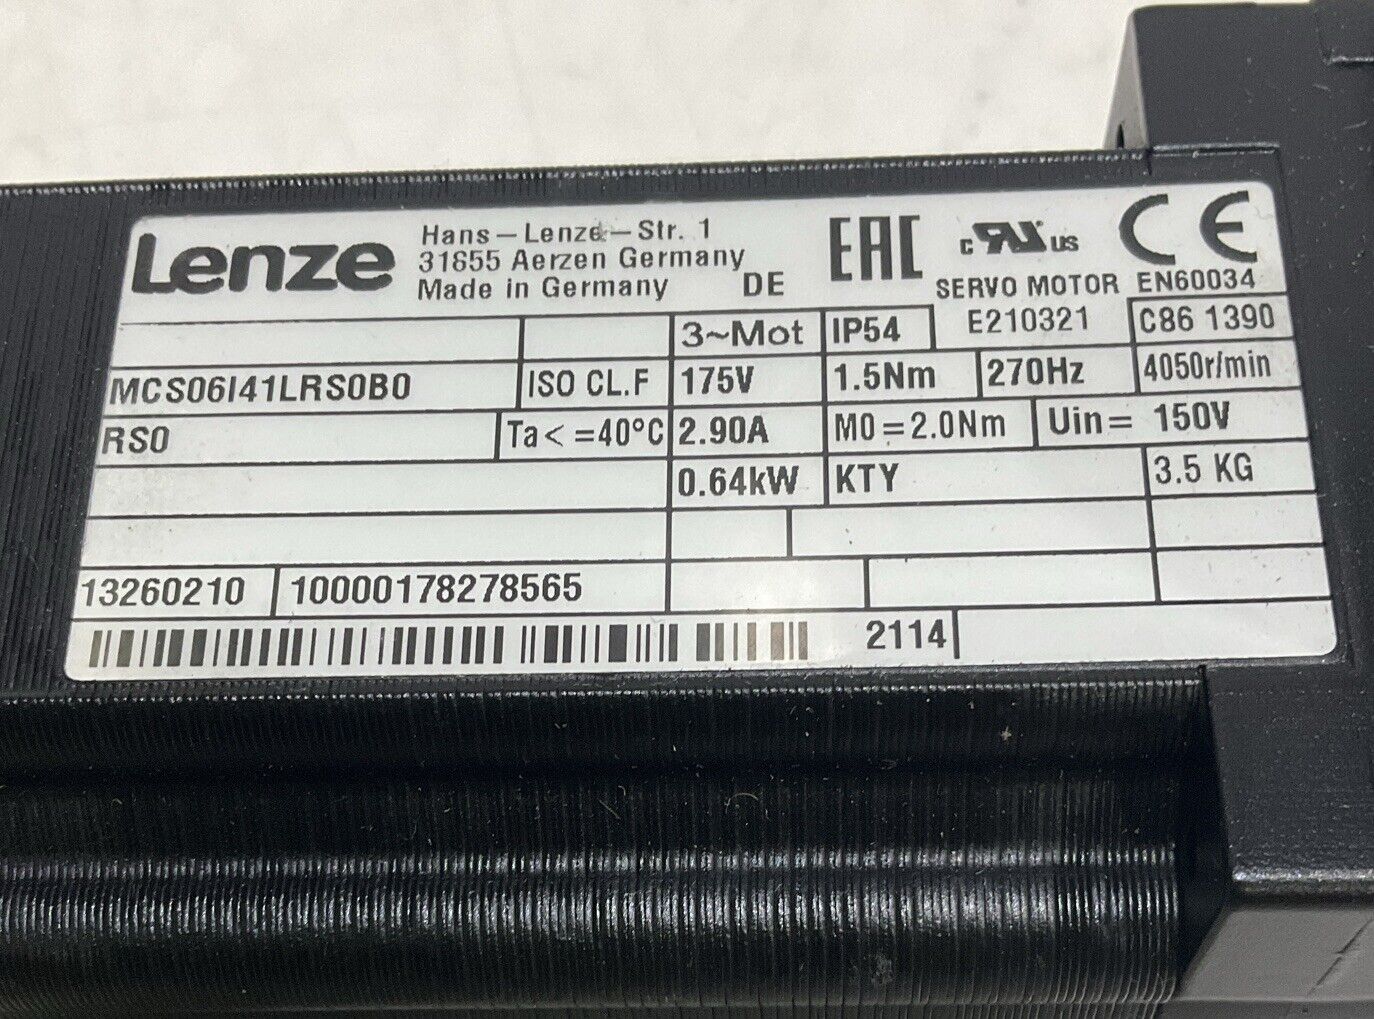 Lenze
Hans-Lenze-Str. 1
31855 Aerzen Germany
Made in Germany DE
EAC
c RU us
CE
SERVO MOTOR EN60034
3~Mot IP54 E210321 C86 1390
MCS06I41LRS0B0 ISO CL.F 175V 1.5Nm 270Hz 4050r/min
RS0 Ta< =40°C 2.90A M0=2.0Nm Uin= 150V
0.64kW KTY 3.5 KG
13260210 10000178278565
2114